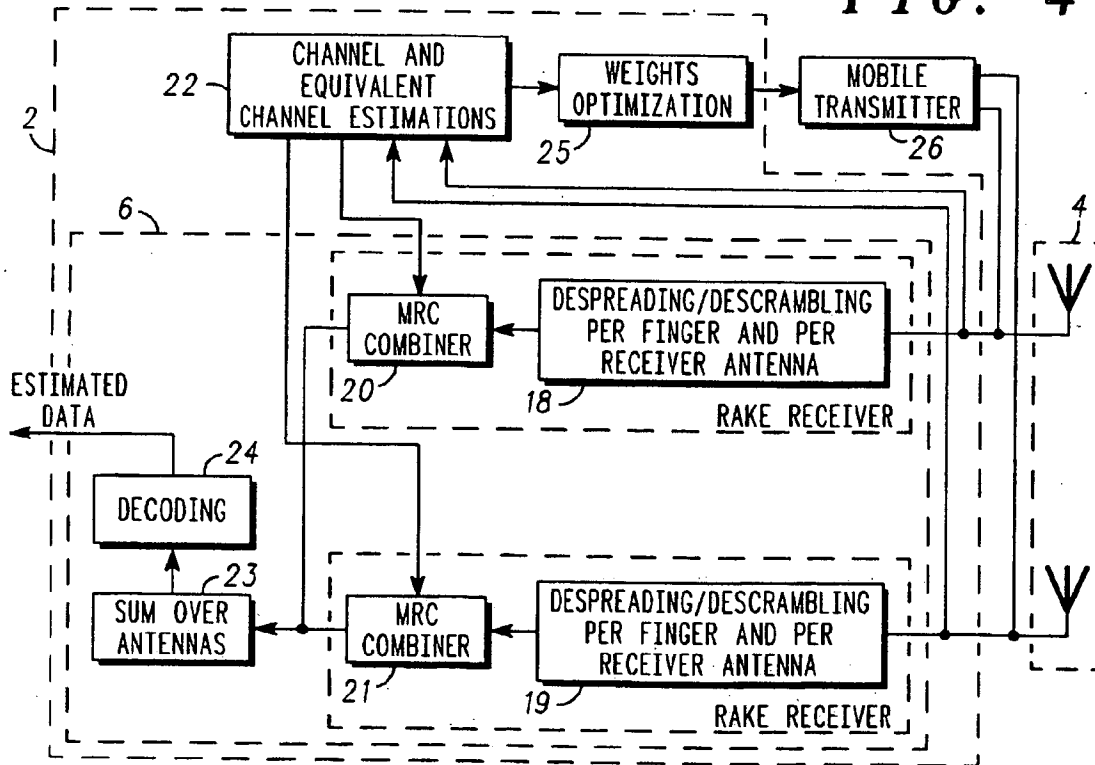 FIG. 4
CHANNEL AND
EQUIVALENT
CHANNEL ESTIMATIONS
22
WEIGHTS
OPTIMIZATION
25
MOBILE
TRANSMITTER
26
2
6
4
MRC
COMBINER
20
DESPREADING/DESCRAMBLING
PER FINGER AND PER
RECEIVER ANTENNA
18
RAKE RECEIVER
ESTIMATED
DATA
24
DECODING
23
SUM OVER
ANTENNAS
MRC
COMBINER
21
DESPREADING/DESCRAMBLING
PER FINGER AND PER
RECEIVER ANTENNA
19
RAKE RECEIVER